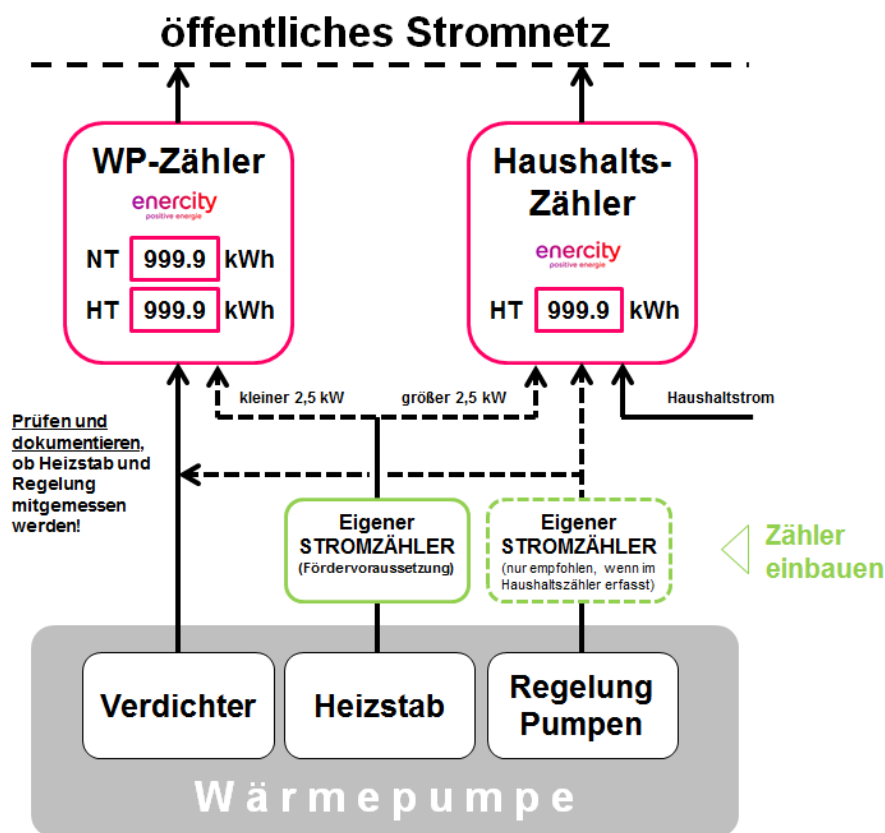 öffentliches Stromnetz
WP-Zähler
enercity
positive energie
NT 999.9 kWh
HT 999.9 kWh
Haushalts-
Zähler
enercity
positive energie
HT 999.9 kWh
kleiner 2,5 kW
größer 2,5 kW
Haushaltstrom
Prüfen und
dokumentieren,
ob Heizstab und
Regelung
mitgemessen
werden!
Eigener
STROMZÄHLER
(Fördervoraussetzung)
Eigener
STROMZÄHLER
(nur empfohlen, wenn im
Haushaltszähler erfasst)
Zähler
einbauen
Verdichter
Heizstab
Regelung
Pumpen
Wärmepumpe